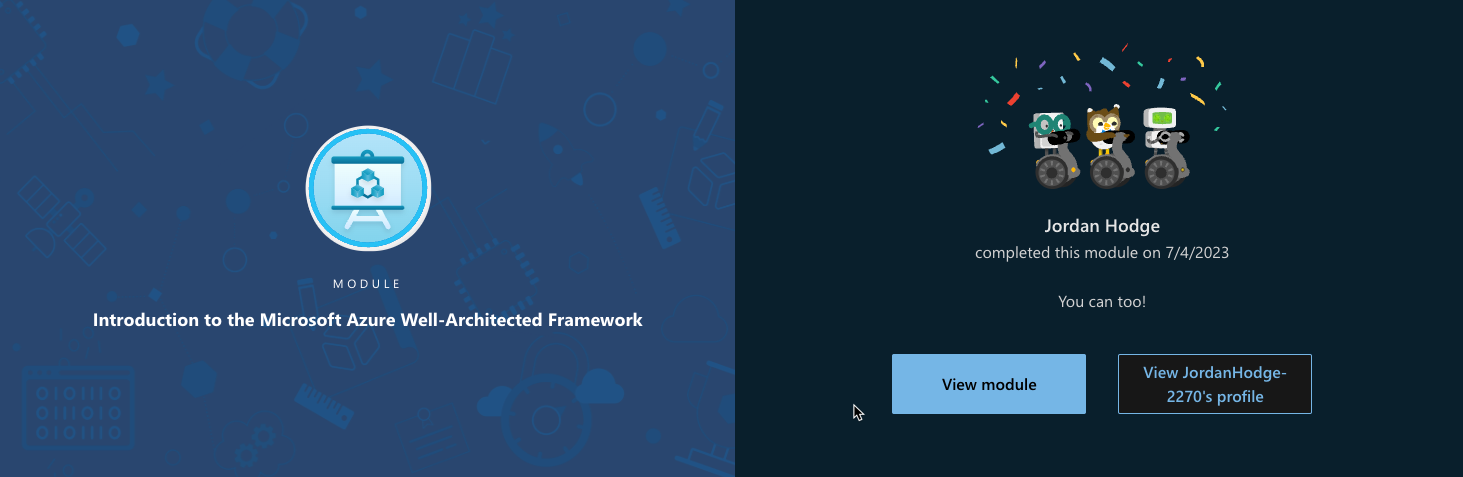 MODULE
Introduction to the Microsoft Azure Well-Architected Framework
Jordan Hodge
completed this module on 7/4/2023
You can too!
View module
View JordanHodge-
2270's profile